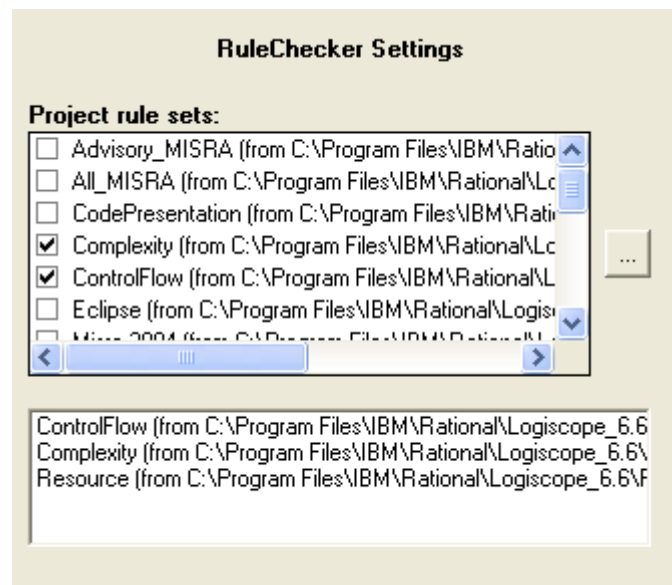 RuleChecker Settings
Project rule sets:
Advisory_MISRA (from C:\Program Files\IBM\Ratio
All_MISRA (from C:\Program Files\IBM\Rational\Lo
CodePresentation (from C:\Program Files\IBM\Rati
Complexity (from C:\Program Files\IBM\Rational\Lo
ControlFlow (from C:\Program Files\IBM\Rational\L
Eclipse (from C:\Program Files\IBM\Rational\Logis
...
ControlFlow (from C:\Program Files\IBM\Rational\Logiscope_6.6
Complexity (from C:\Program Files\IBM\Rational\Logiscope_6.6\
Resource (from C:\Program Files\IBM\Rational\Logiscope_6.6\